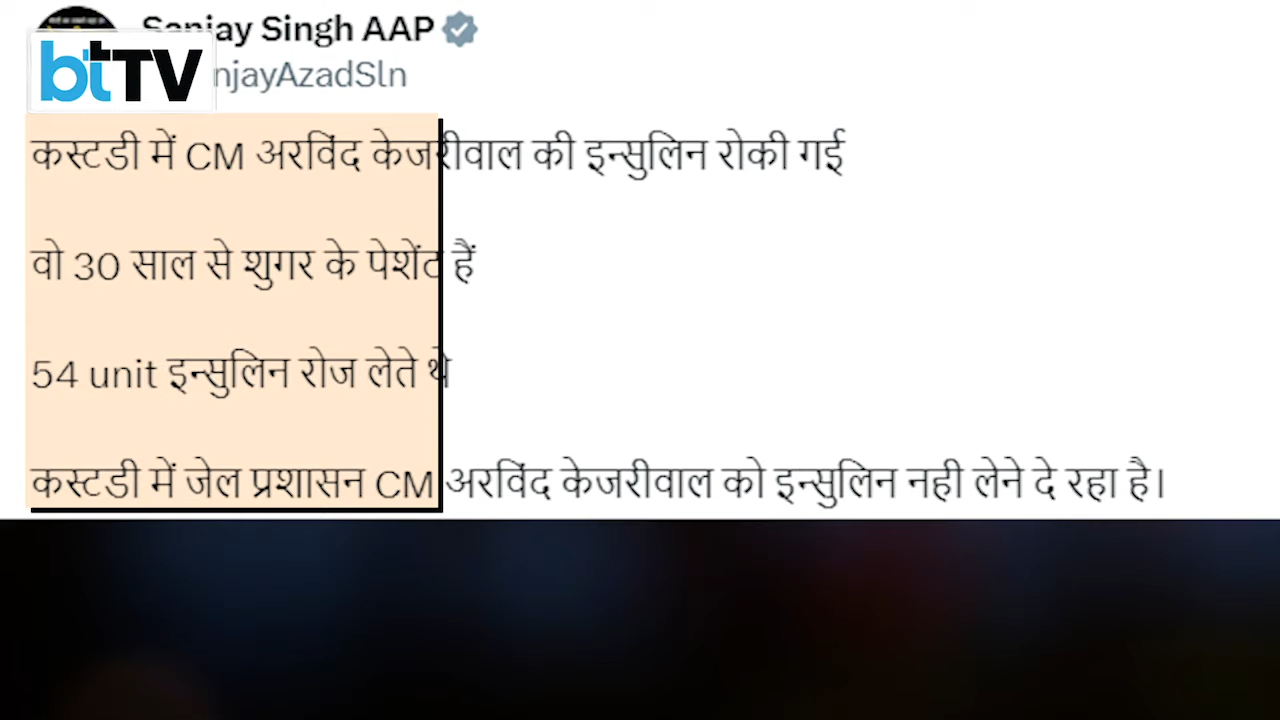 Sanjay Singh AAP
btTV
njayAzadSln
कस्टडी में CM अरविंद केजरीवाल की इन्सुलिन रोकी गई
वो 30 साल से शुगर के पेशेंट हैं
54 unit इन्सुलिन रोज लेते थे
कस्टडी में जेल प्रशासन CM अरविंद केजरीवाल को इन्सुलिन नही लेने दे रहा है।